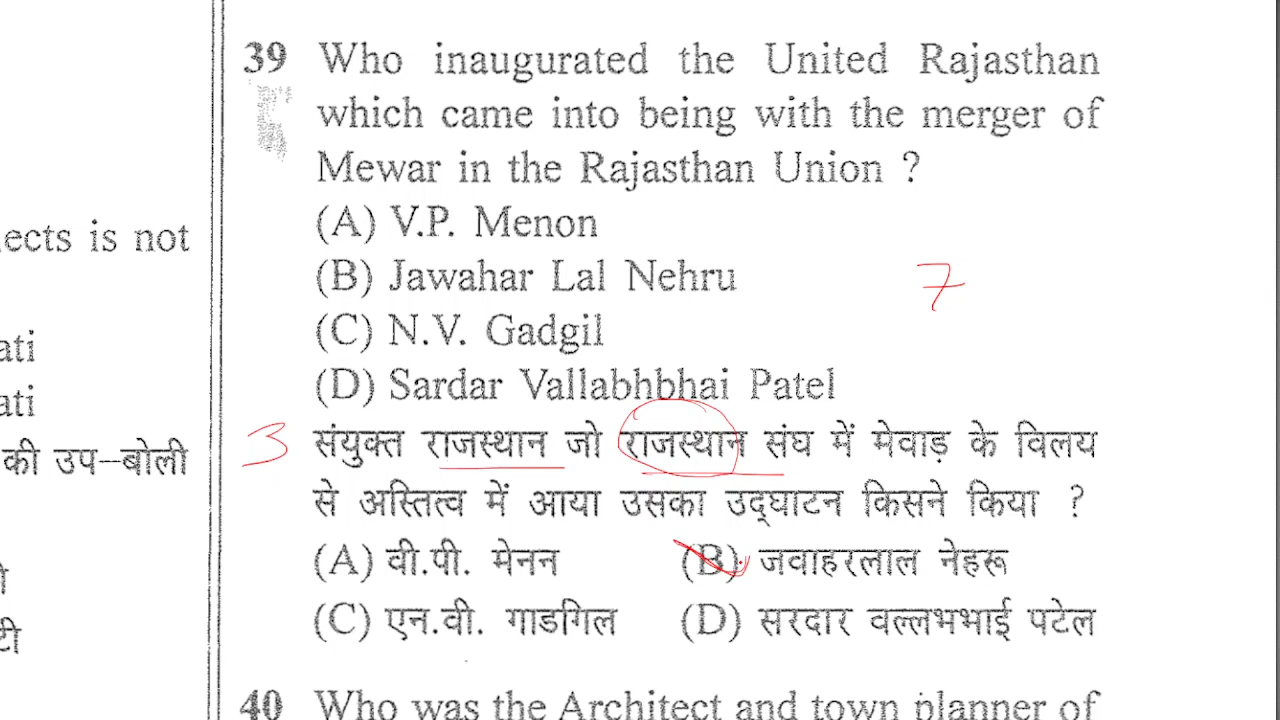 lects is not
ati
ati
की उप–बोली
टी
39 Who inaugurated the United Rajasthan
which came into being with the merger of
Mewar in the Rajasthan Union ?
(A) V.P. Menon
(B) Jawahar Lal Nehru
7
(C) N.V. Gadgil
(D) Sardar Vallabhbhai Patel
3 संयुक्त राजस्थान जो राजस्थान संघ में मेवाड़ के विलय
से अस्तित्व में आया उसका उद्घाटन किसने किया ?
(A) वी.पी. मेनन (B) जवाहरलाल नेहरू
(C) एन.वी. गाडगिल (D) सरदार वल्लभभाई पटेल
40 Who was the Architect and town planner of